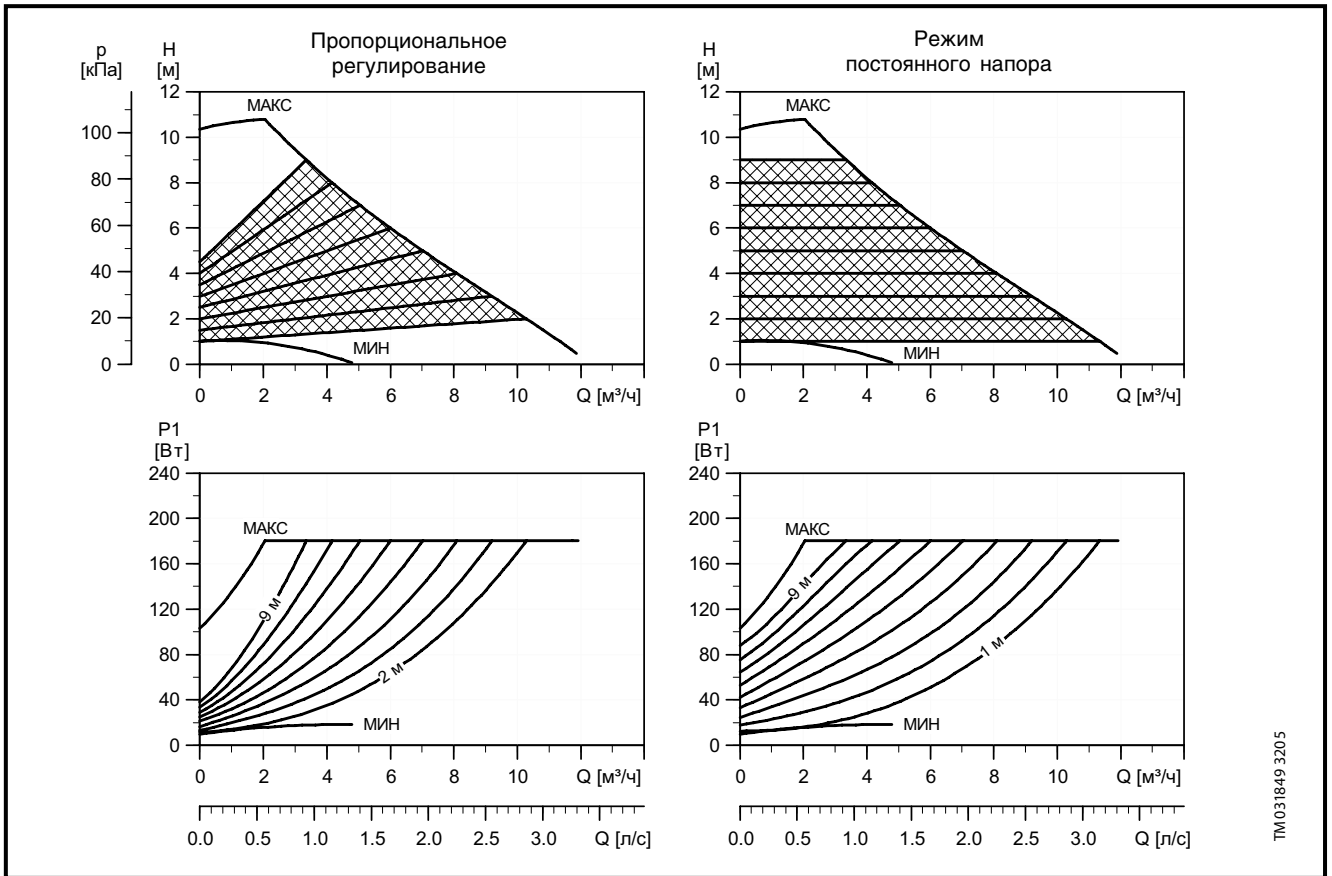 Пропорциональное
регулирование
p
[кПа]
H
[м]
12
10
8
6
4
2
0
100
80
60
40
20
0
МАКС
МИН
0 2 4 6 8 10 Q [м³/ч]
Режим
постоянного напора
H
[м]
12
10
8
6
4
2
0
МАКС
МИН
0 2 4 6 8 10 Q [м³/ч]
P1
[Вт]
240
200
160
120
80
40
0
МАКС
9 м
2 м
МИН
0 2 4 6 8 10 Q [м³/ч]
0.0 0.5 1.0 1.5 2.0 2.5 3.0 Q [л/с]
P1
[Вт]
240
200
160
120
80
40
0
МАКС
9 м
1 м
МИН
0 2 4 6 8 10 Q [м³/ч]
0.0 0.5 1.0 1.5 2.0 2.5 3.0 Q [л/с]
TM03 1849 3205